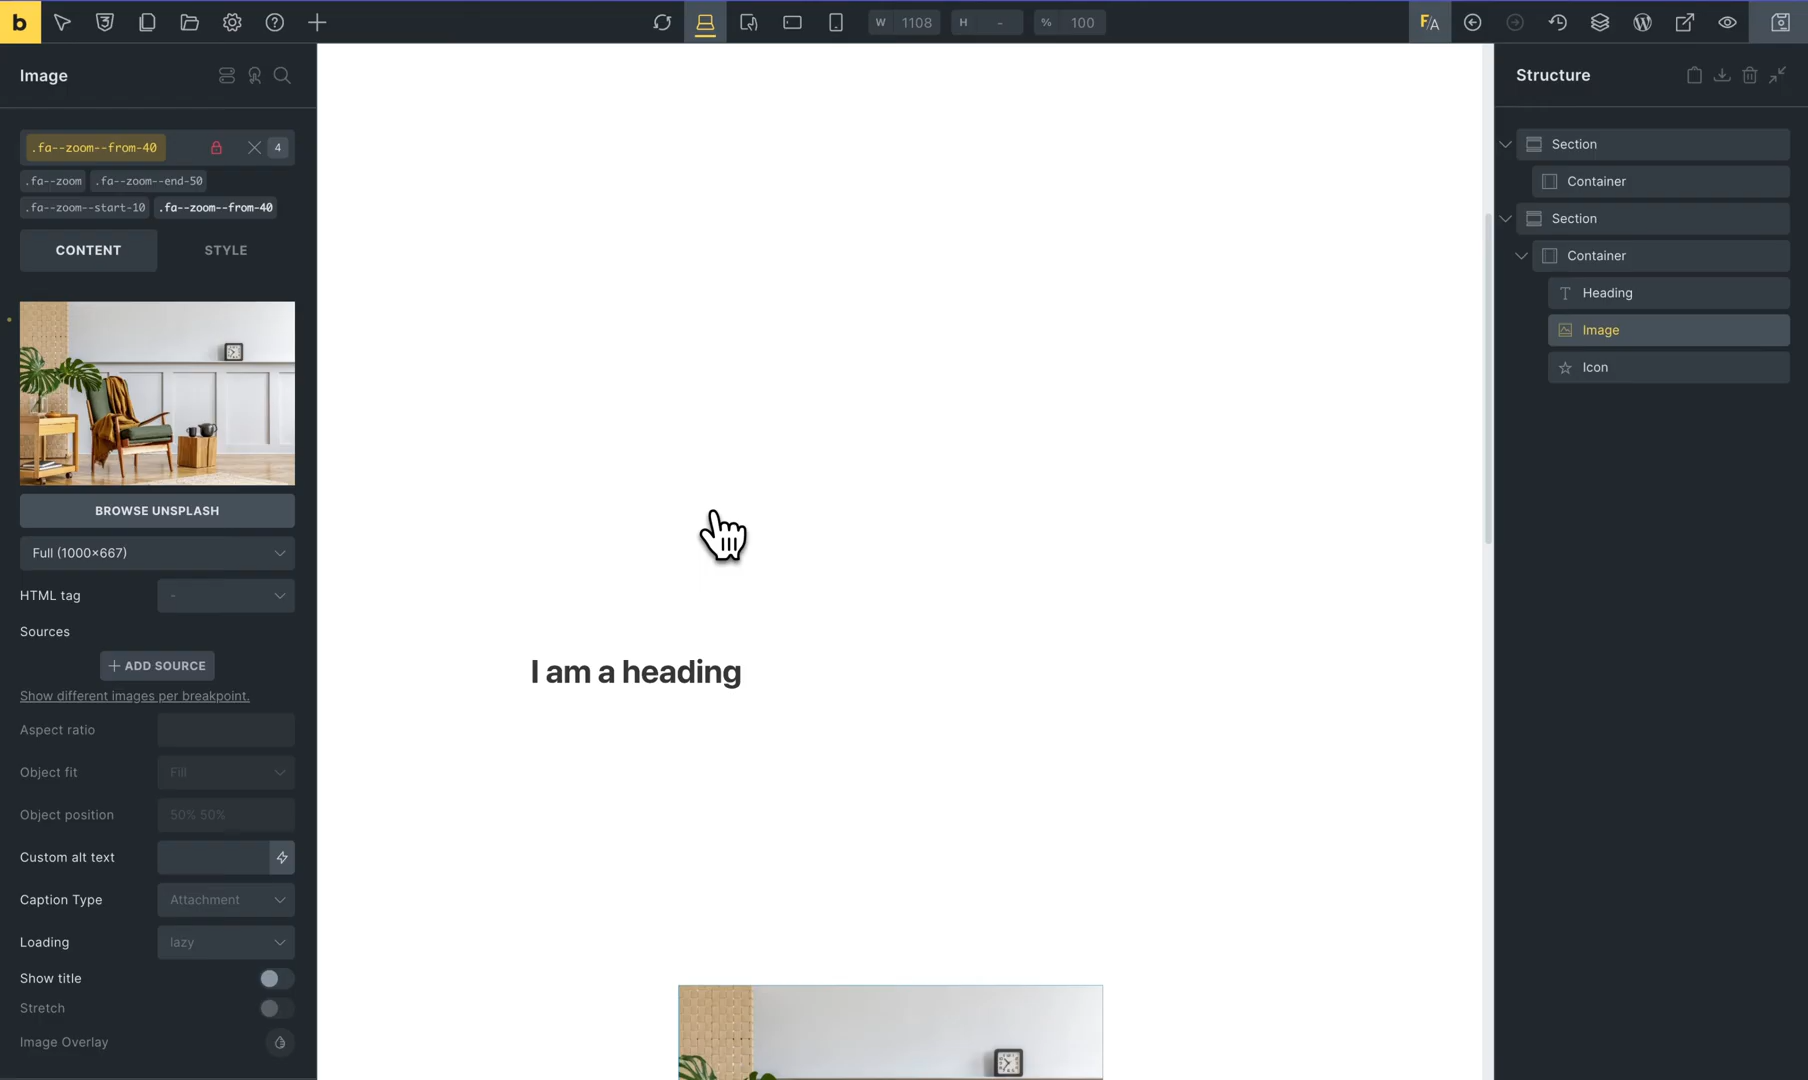 b
W 1108 H - % 100
F/A
Image
Structure
.fa--zoom--from-40
4
.fa--zoom .fa--zoom--end-50
.fa--zoom--start-10 .fa--zoom--from-40
CONTENT STYLE
BROWSE UNSPLASH
Full (1000×667)
HTML tag -
Sources
+ ADD SOURCE
Show different images per breakpoint.
Aspect ratio
Object fit Fill
Object position 50% 50%
Custom alt text
Caption Type Attachment
Loading lazy
Show title
Stretch
Image Overlay
I am a heading
Section
Container
Section
Container
Heading
Image
Icon